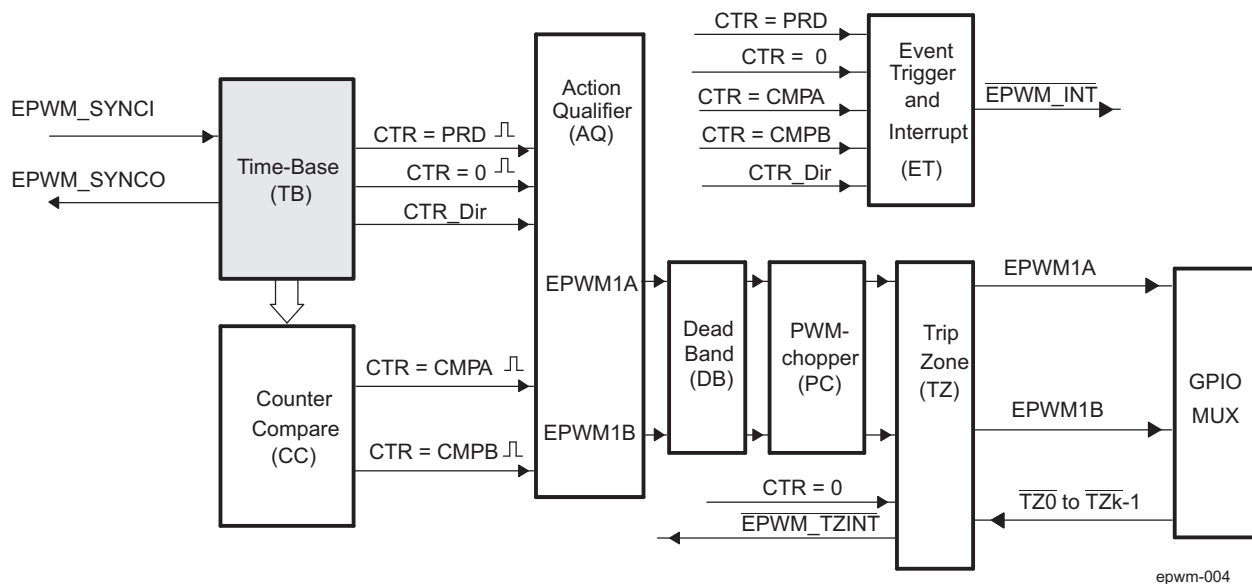 EPWM_SYNCI
EPWM_SYNCO
Time-Base
(TB)
CTR = PRD
CTR = 0
CTR_Dir
Counter
Compare
(CC)
CTR = CMPA
CTR = CMPB
Action
Qualifier
(AQ)
EPWM1A
EPWM1B
CTR = PRD
CTR = 0
CTR = CMPA
CTR = CMPB
CTR_Dir
Event
Trigger
and
Interrupt
(ET)
EPWM_INT
Dead
Band
(DB)
PWM-
chopper
(PC)
Trip
Zone
(TZ)
CTR = 0
EPWM_TZINT
EPWM1A
EPWM1B
TZ0 to TZk-1
GPIO
MUX
epwm-004